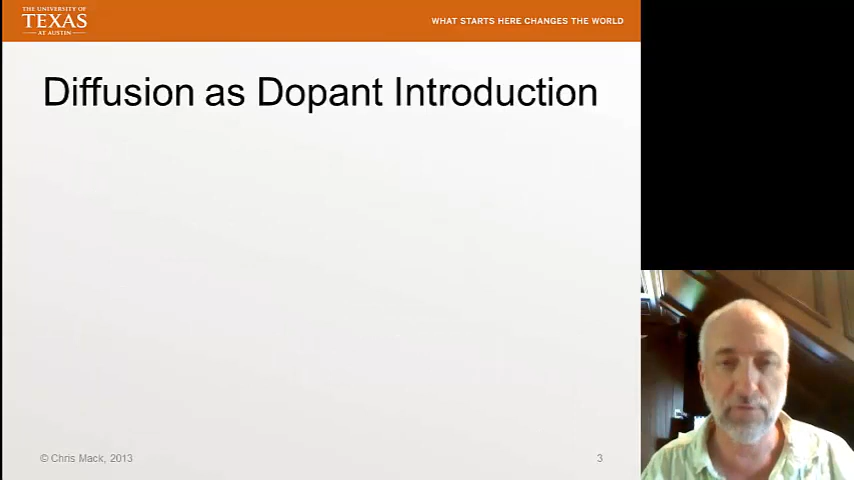 THE UNIVERSITY OF
TEXAS
AT AUSTIN
WHAT STARTS HERE CHANGES THE WORLD
Diffusion as Dopant Introduction
© Chris Mack, 2013
3